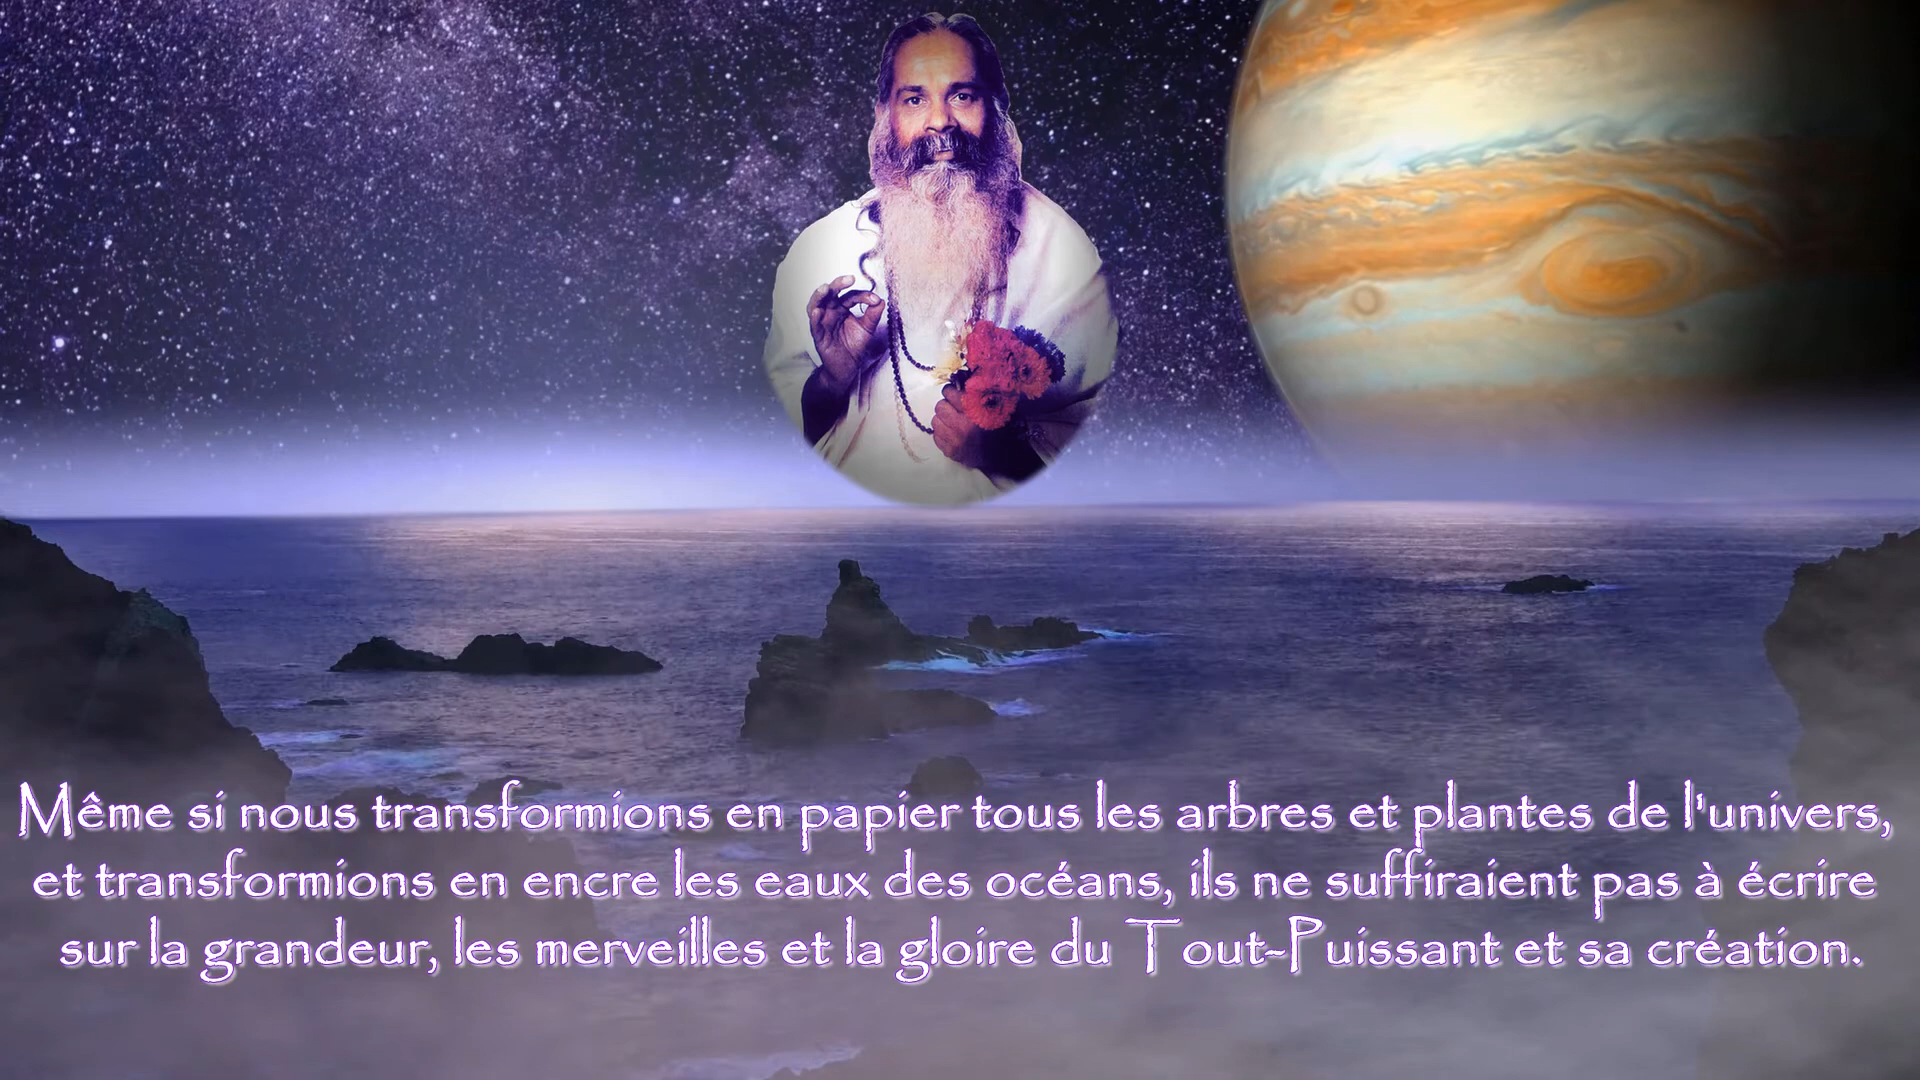 Même si nous transformions en papier tous les arbres et plantes de l'univers,
et transformions en encre les eaux des océans, ils ne suffiraient pas à écrire
sur la grandeur, les merveilles et la gloire du Tout-Puissant et sa création.